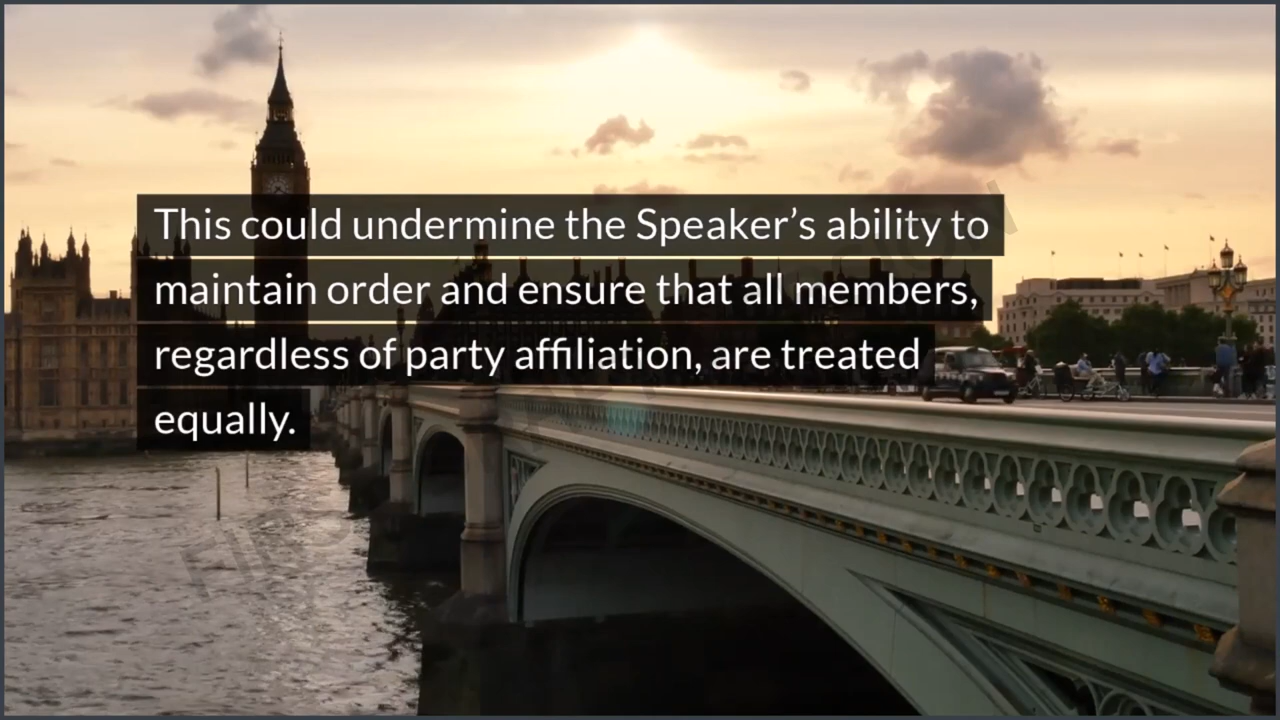 This could undermine the Speaker’s ability to
maintain order and ensure that all members,
regardless of party affiliation, are treated
equally.